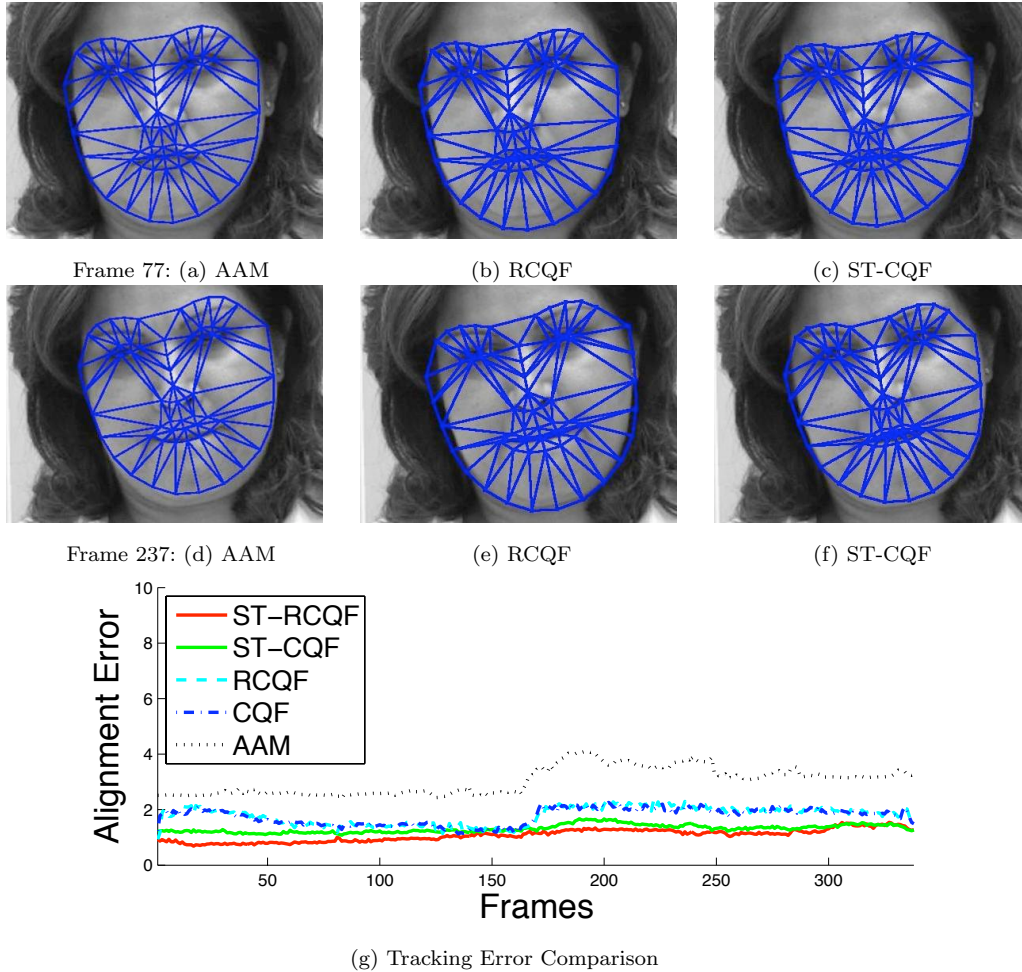 Frame 77: (a) AAM
(b) RCQF
(c) ST-CQF
Frame 237: (d) AAM
(e) RCQF
(f) ST-CQF
10
8
6
4
2
0
Alignment Error
ST−RCQF
ST−CQF
RCQF
CQF
AAM
50
100
150
200
250
300
Frames
(g) Tracking Error Comparison